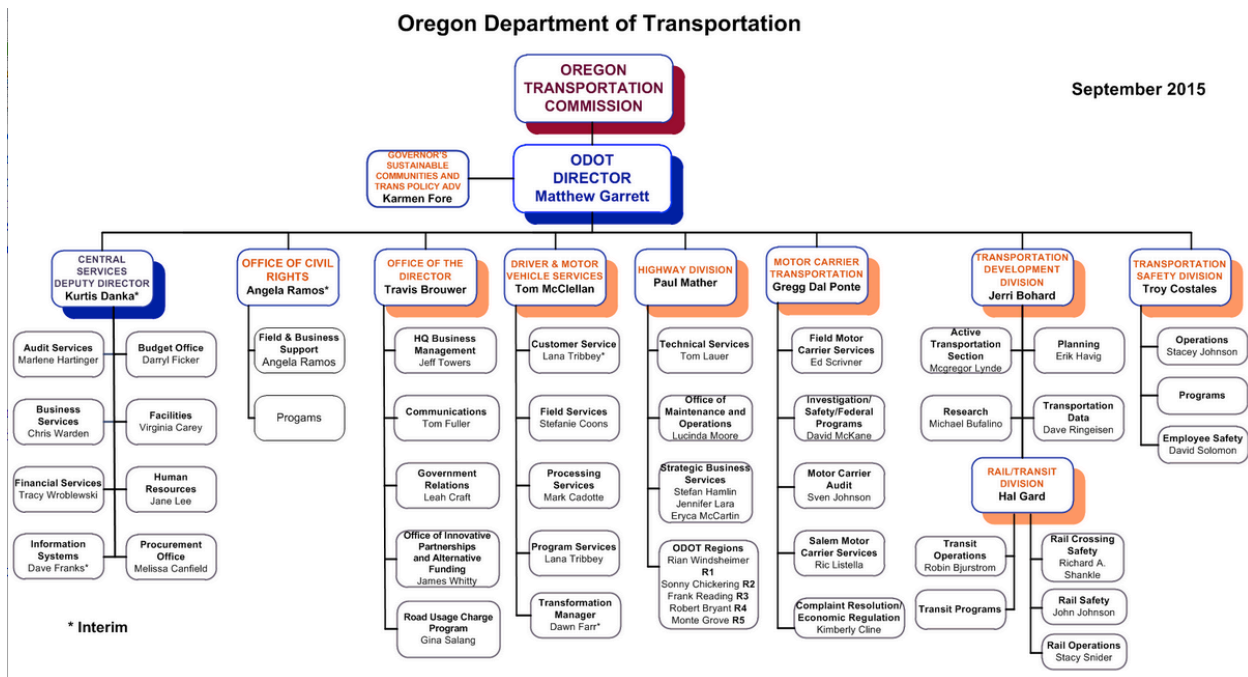 Oregon Department of Transportation
September 2015
OREGON
TRANSPORTATION
COMMISSION
GOVERNOR'S
SUSTAINABLE
COMMUNITIES AND
TRANS POLICY ADV
Karmen Fore
ODOT
DIRECTOR
Matthew Garrett
CENTRAL
SERVICES
DEPUTY DIRECTOR
Kurtis Danka*
Audit Services
Marlene Hartinger
Budget Office
Darryl Ficker
Business
Services
Chris Warden
Facilities
Virginia Carey
Financial Services
Tracy Wroblewski
Human
Resources
Jane Lee
Information
Systems
Dave Franks*
Procurement
Office
Melissa Canfield
OFFICE OF CIVIL
RIGHTS
Angela Ramos*
Field & Business
Support
Angela Ramos
Progams
OFFICE OF THE
DIRECTOR
Travis Brouwer
HQ Business
Management
Jeff Towers
Communications
Tom Fuller
Government
Relations
Leah Craft
Office of Innovative
Partnerships
and Alternative
Funding
James Whitty
Road Usage Charge
Program
Gina Salang
DRIVER & MOTOR
VEHICLE SERVICES
Tom McClellan
Customer Service
Lana Tribbey*
Field Services
Stefanie Coons
Processing
Services
Mark Cadotte
Program Services
Lana Tribbey
Transformation
Manager
Dawn Farr*
HIGHWAY DIVISION
Paul Mather
Technical Services
Tom Lauer
Office of
Maintenance and
Operations
Lucinda Moore
Strategic Business
Services
Stefan Hamlin
Jennifer Lara
Eryca McCartin
ODOT Regions
Rian Windsheimer
R1
Sonny Chickering R2
Frank Reading R3
Robert Bryant R4
Monte Grove R5
MOTOR CARRIER
TRANSPORTATION
Gregg Dal Ponte
Field Motor
Carrier Services
Ed Scrivner
Investigation/
Safety/Federal
Programs
David McKane
Motor Carrier
Audit
Sven Johnson
Salem Motor
Carrier Services
Ric Listella
Complaint Resolution/
Economic Regulation
Kimberly Cline
TRANSPORTATION
DEVELOPMENT
DIVISION
Jerri Bohard
Active
Transportation
Section
Mcgregor Lynde
Planning
Erik Havig
Research
Michael Bufalino
Transportation
Data
Dave Ringeisen
RAIL/TRANSIT
DIVISION
Hal Gard
Transit
Operations
Robin Bjurstrom
Transit Programs
Rail Crossing
Safety
Richard A.
Shankle
Rail Safety
John Johnson
Rail Operations
Stacy Snider
TRANSPORTATION
SAFETY DIVISION
Troy Costales
Operations
Stacey Johnson
Programs
Employee Safety
David Solomon
* Interim